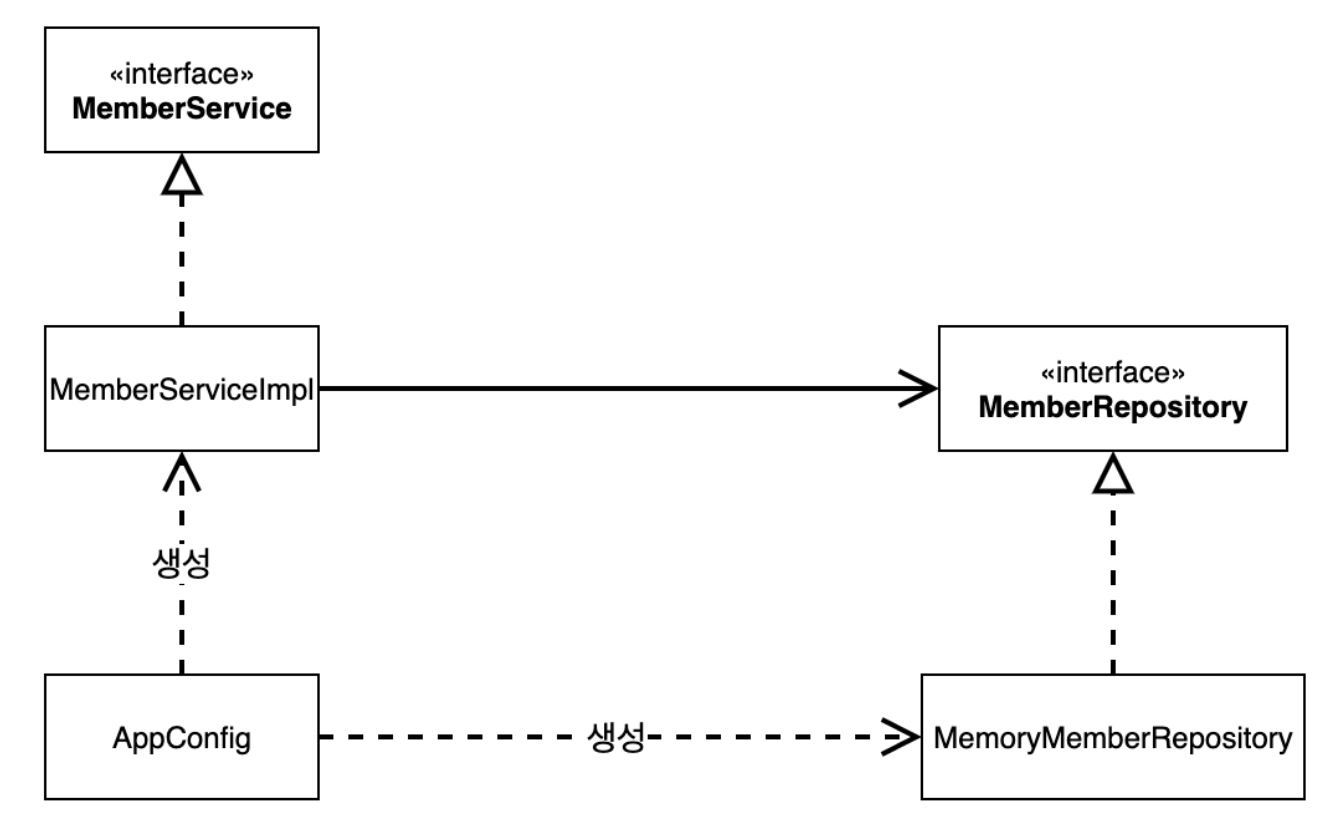 «interface»
MemberService
MemberServiceImpl
«interface»
MemberRepository
생성
AppConfig
생성
MemoryMemberRepository